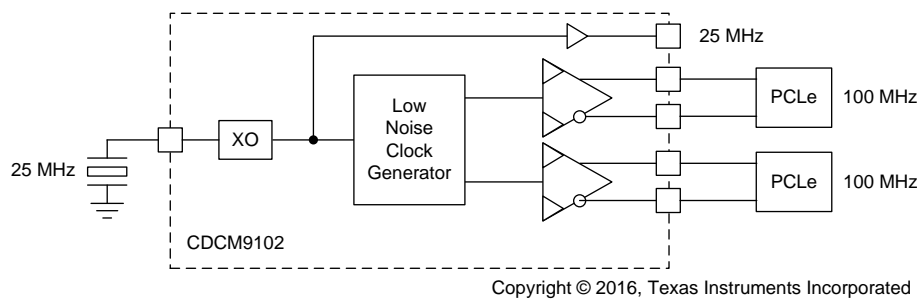 25 MHz
PCLe
100 MHz
Low
Noise
Clock
Generator
XO
25 MHz
PCLe
100 MHz
CDCM9102
Copyright © 2016, Texas Instruments Incorporated